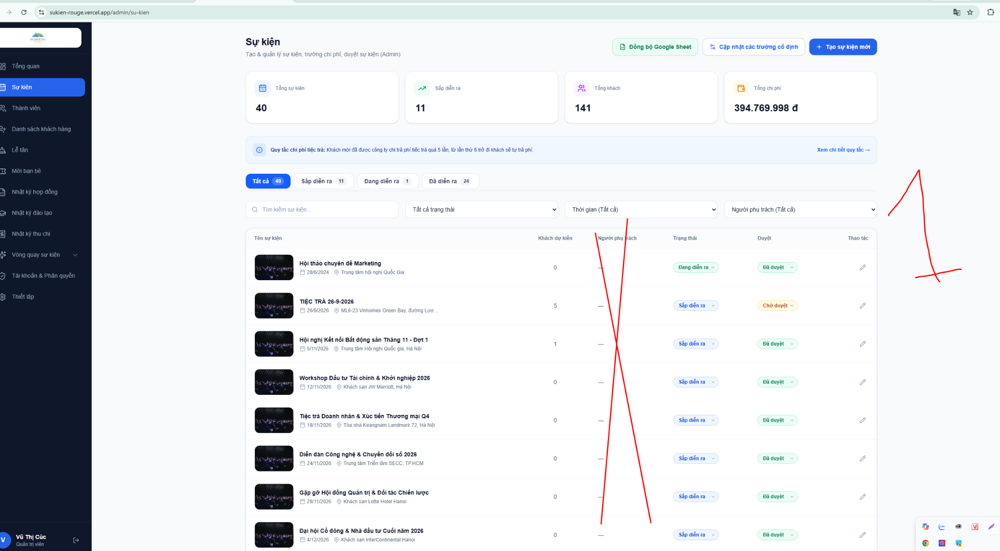 sukien-rouge.vercel.app/admin/su-kien
NGHI LNG
Tổng quan
Sự kiện
Thành viên
Danh sách khách hàng
Lễ tân
Mời bạn bè
Nhật ký hợp đồng
Nhật ký đào tạo
Nhật ký thu chi
Vòng quay sự kiện
Tài khoản & Phân quyền
Thiết lập
V
Vũ Thị Cúc
Quản trị viên
Sự kiện
Tạo & quản lý sự kiện, trường chi phí, duyệt sự kiện (Admin)
Đồng bộ Google Sheet
Cập nhật các trường cố định
Tạo sự kiện mới
Tổng sự kiện
40
Sắp diễn ra
11
Tổng khách
141
Tổng chi phí
394.769.998 đ
Quy tắc chi phí tiệc trà: Khách mời đã được công ty chi trả phí tiệc trà quá 5 lần, từ lần thứ 6 trở đi khách sẽ tự trả phí.
Xem chi tiết quy tắc →
Tất cả 40
Sắp diễn ra 11
Đang diễn ra 1
Đã diễn ra 24
Tìm kiếm sự kiện...
Tất cả trạng thái
Thời gian (Tất cả)
Người phụ trách (Tất cả)
1
Tên sự kiện Khách dự kiến Người phụ trách Trạng thái Duyệt Thao tác
Hội thảo chuyên đề Marketing
28/6/2024 Trung tâm hội nghị Quốc Gia
0 — Đang diễn ra Đã duyệt
TIỆC TRÀ 26-9-2026
26/9/2026 ML6-23 Vinhomes Green Bay, đường Lươ...
5 — Sắp diễn ra Chờ duyệt
Hội nghị Kết nối Bất động sản Tháng 11 - Đợt 1
5/11/2026 Trung tâm Hội nghị Quốc gia, Hà Nội
1 — Sắp diễn ra Đã duyệt
Workshop Đầu tư Tài chính & Khởi nghiệp 2026
12/11/2026 Khách sạn JW Marriott, Hà Nội
0 — Sắp diễn ra Đã duyệt
Tiệc trà Doanh nhân & Xúc tiến Thương mại Q4
18/11/2026 Tòa nhà Keangnam Landmark 72, Hà Nội
0 — Sắp diễn ra Đã duyệt
Diễn đàn Công nghệ & Chuyển đổi số 2026
24/11/2026 Trung tâm Triển lãm SECC, TP.HCM
0 — Sắp diễn ra Đã duyệt
Gặp gỡ Hội đồng Quản trị & Đối tác Chiến lược
28/11/2026 Khách sạn Lotte Hotel Hanoi
0 — Sắp diễn ra Đã duyệt
Đại hội Cổ đông & Nhà đầu tư Cuối năm 2026
4/12/2026 Khách sạn InterContinental Hanoi
0 — Sắp diễn ra Đã duyệt